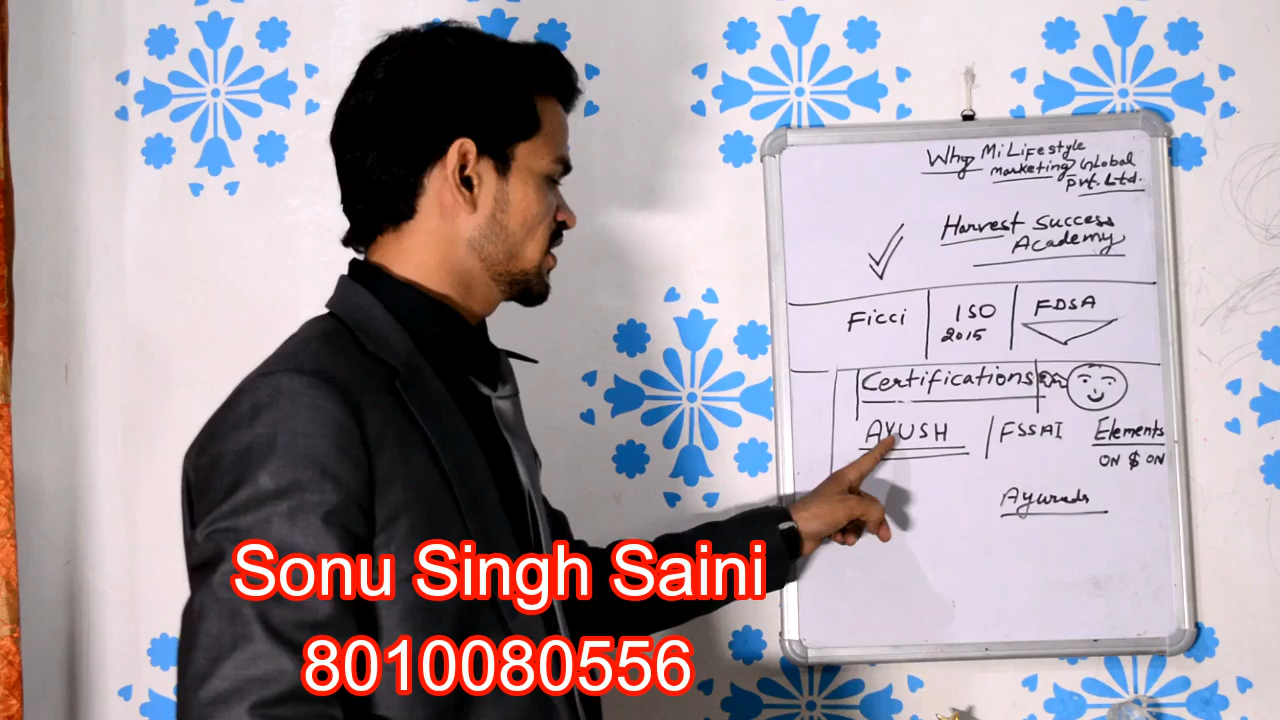 Why Mi Lifestyle
marketing Global
Pvt. Ltd.
Harvest Success
Academy
Ficci
ISO
2015
FDSA
Certifications
AYUSH
FSSAI
Elements
ON $ ON
Sonu Singh Saini
8010080556